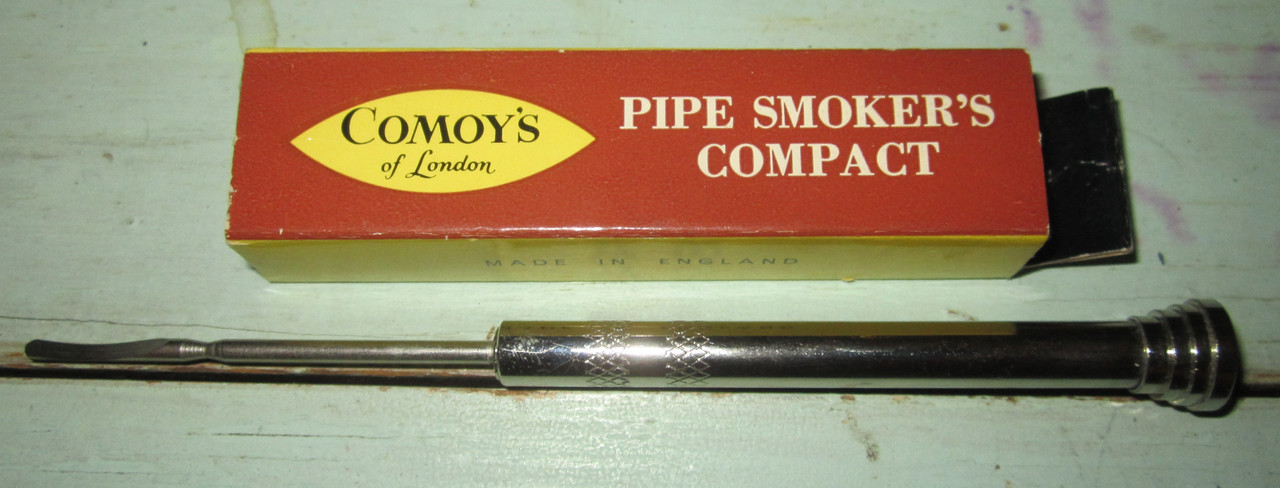 COMOY'S
of London
PIPE SMOKER'S
COMPACT
MADE IN ENGLAND